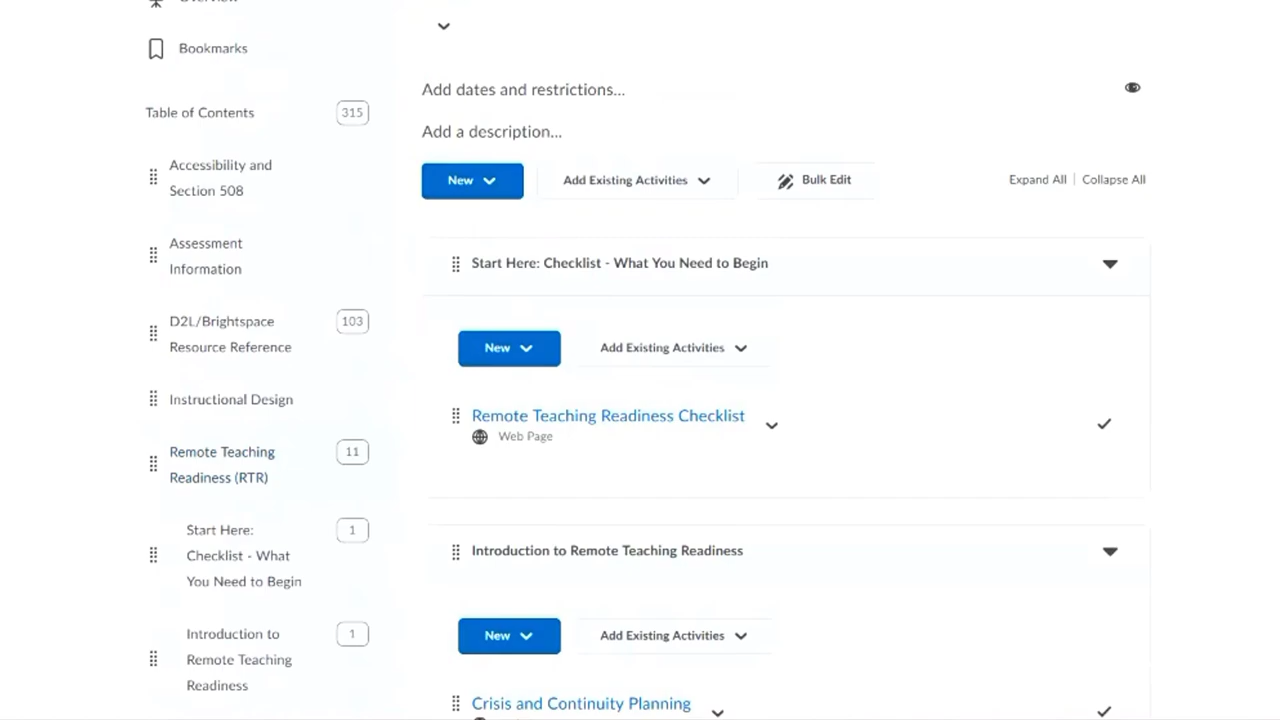 Overview
Bookmarks
Table of Contents 315
Accessibility and
Section 508
Assessment
Information
D2L/Brightspace 103
Resource Reference
Instructional Design
Remote Teaching 11
Readiness (RTR)
Start Here: 1
Checklist - What
You Need to Begin
Introduction to 1
Remote Teaching
Readiness
Add dates and restrictions...
Add a description...
New Add Existing Activities Bulk Edit Expand All | Collapse All
Start Here: Checklist - What You Need to Begin
New Add Existing Activities
Remote Teaching Readiness Checklist
Web Page
Introduction to Remote Teaching Readiness
New Add Existing Activities
Crisis and Continuity Planning